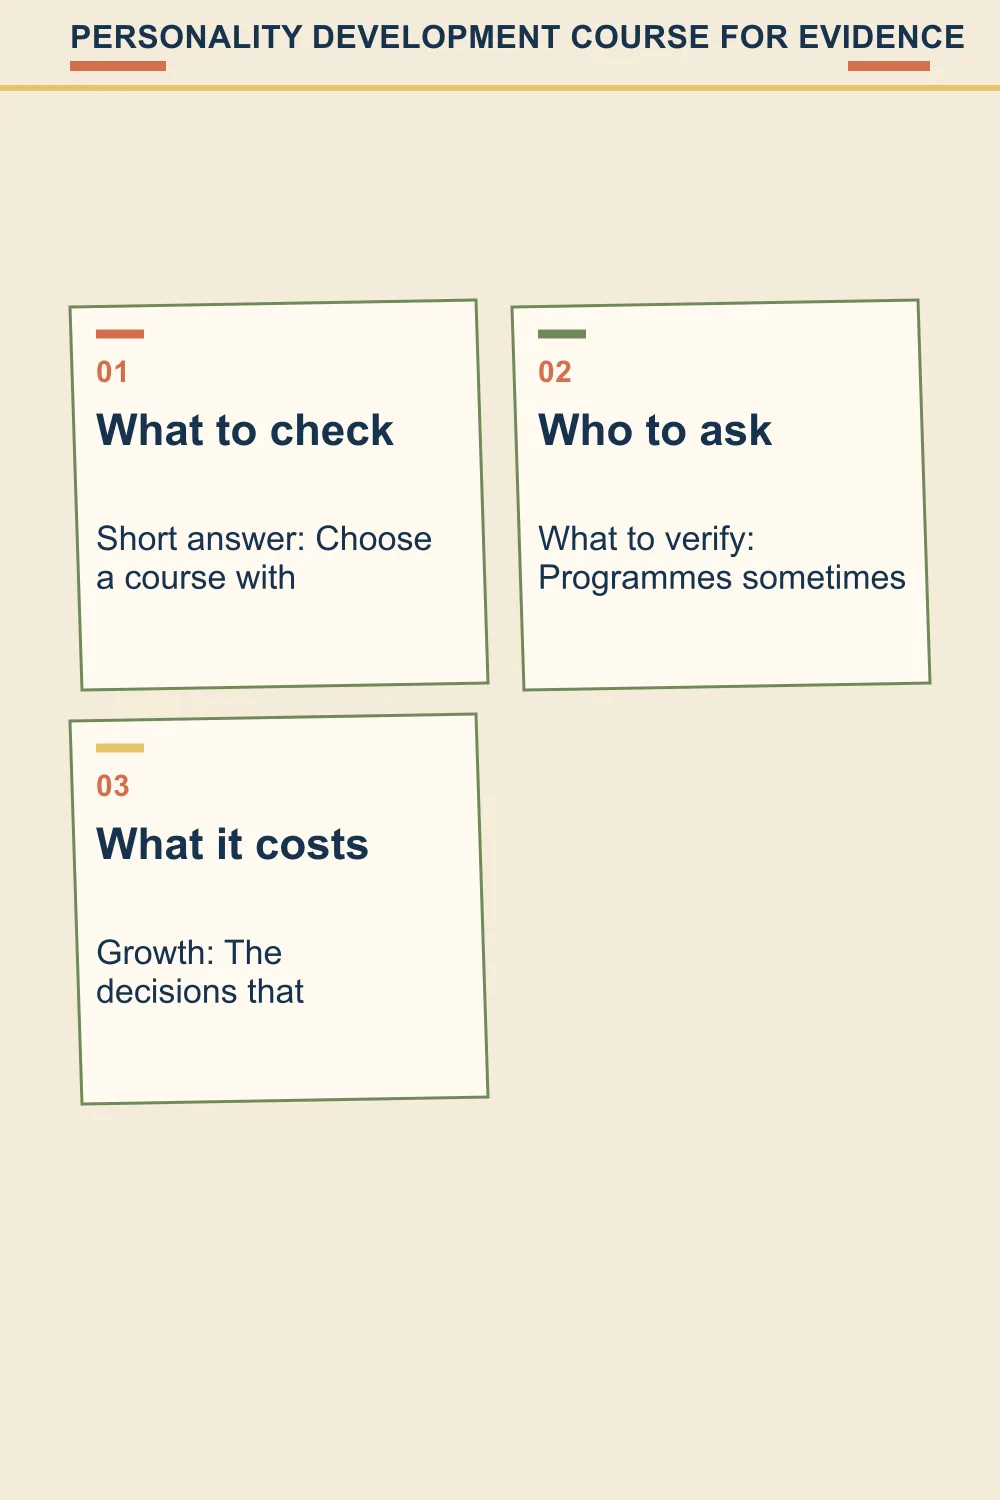 PERSONALITY DEVELOPMENT COURSE FOR EVIDENCE
01
What to check
Short answer: Choose
a course with
02
Who to ask
What to verify:
Programmes sometimes
03
What it costs
Growth: The
decisions that